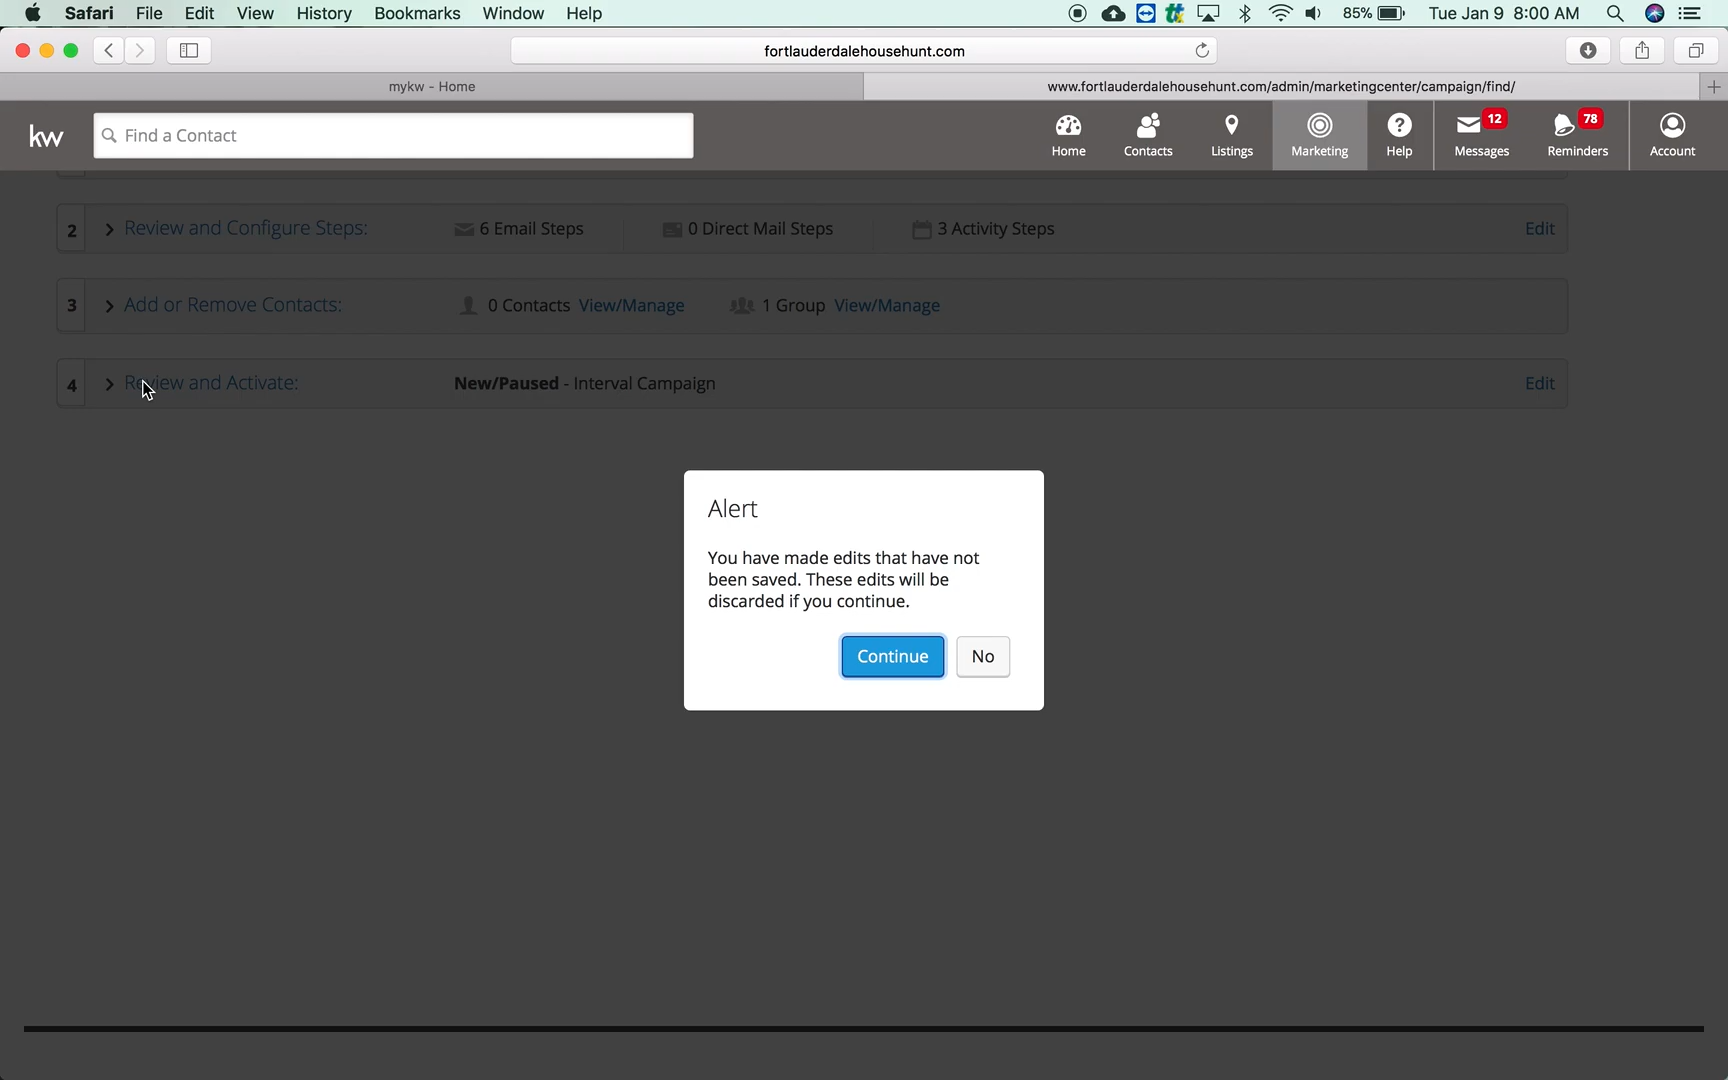 Safari File Edit View History Bookmarks Window Help 85% Tue Jan 9 8:00 AM
fortlauderdalehousehunt.com
mykw - Home
www.fortlauderdalehousehunt.com/admin/marketingcenter/campaign/find/
kw
Find a Contact
Home
Contacts
Listings
Marketing
Help
12
Messages
78
Reminders
Account
2 Review and Configure Steps: 6 Email Steps 0 Direct Mail Steps 3 Activity Steps Edit
3 Add or Remove Contacts: 0 Contacts View/Manage 1 Group View/Manage
4 Review and Activate: New/Paused - Interval Campaign Edit
Alert
You have made edits that have not
been saved. These edits will be
discarded if you continue.
Continue No